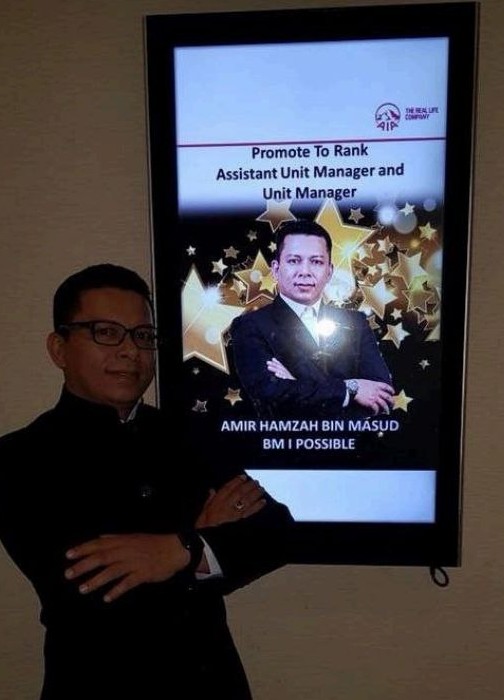 THE REAL LIFE
COMPANY
AIA
Promote To Rank
Assistant Unit Manager and
Unit Manager
AMIR HAMZAH BIN MASUD
BM I POSSIBLE